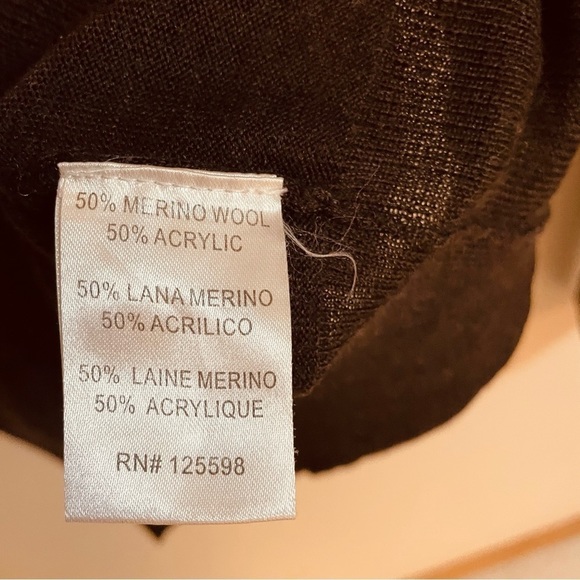 50% MERINO WOOL
50% ACRYLIC
50% LANA MERINO
50% ACRILICO
50% LAINE MERINO
50% ACRYLIQUE
RN# 125598